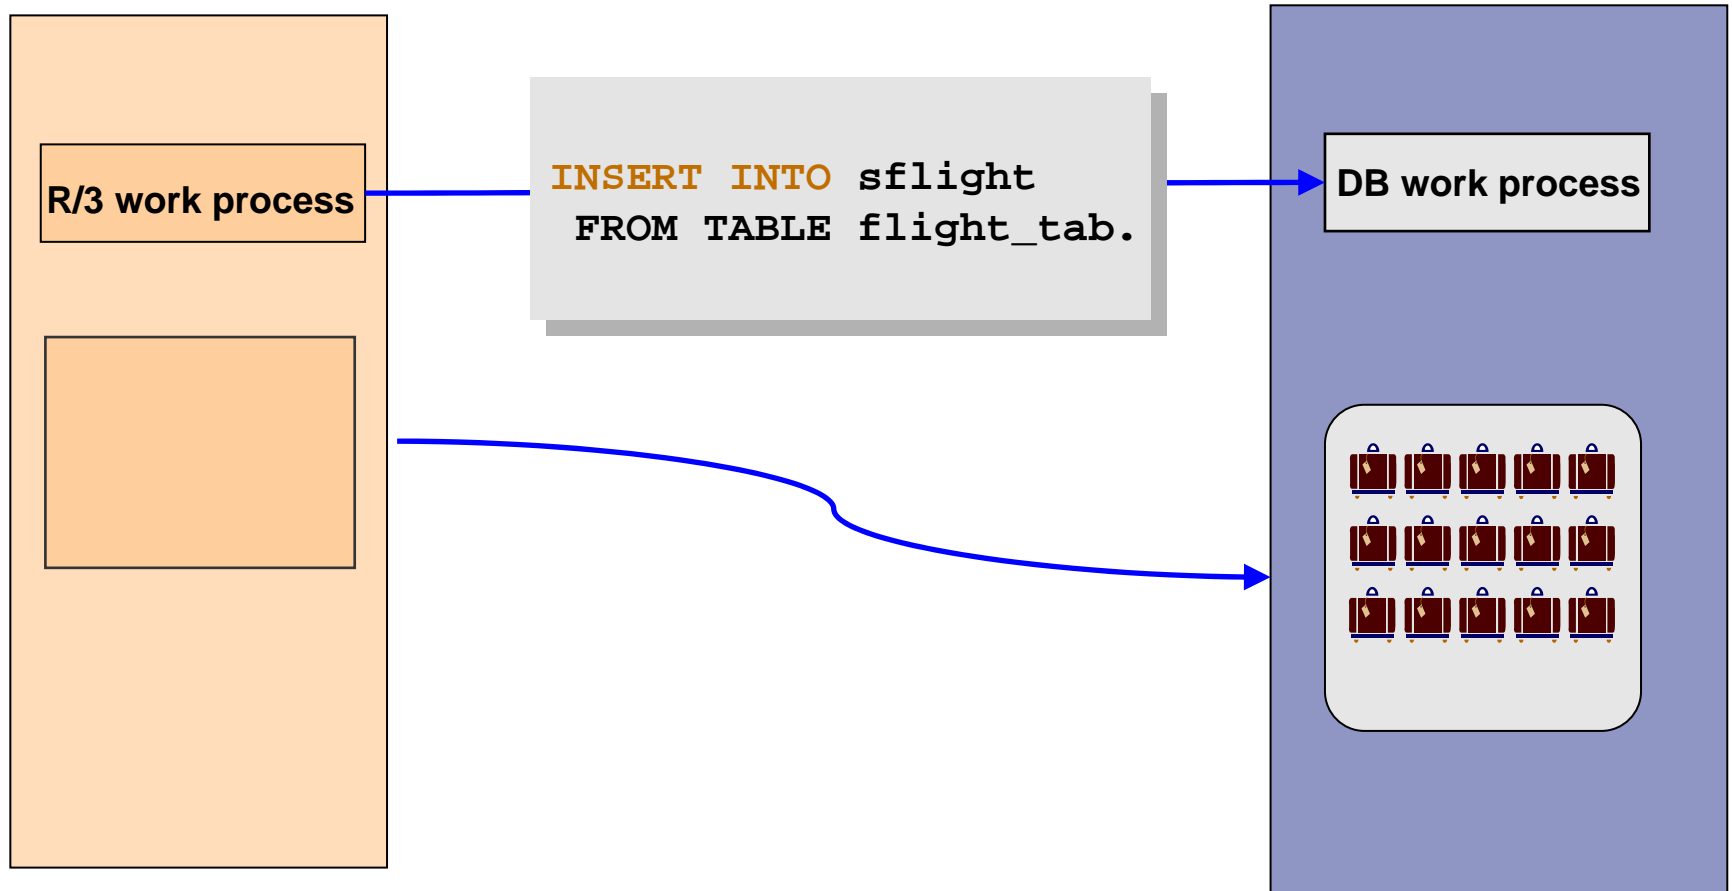 R/3 work process
INSERT INTO sflight
FROM TABLE flight_tab.
DB work process